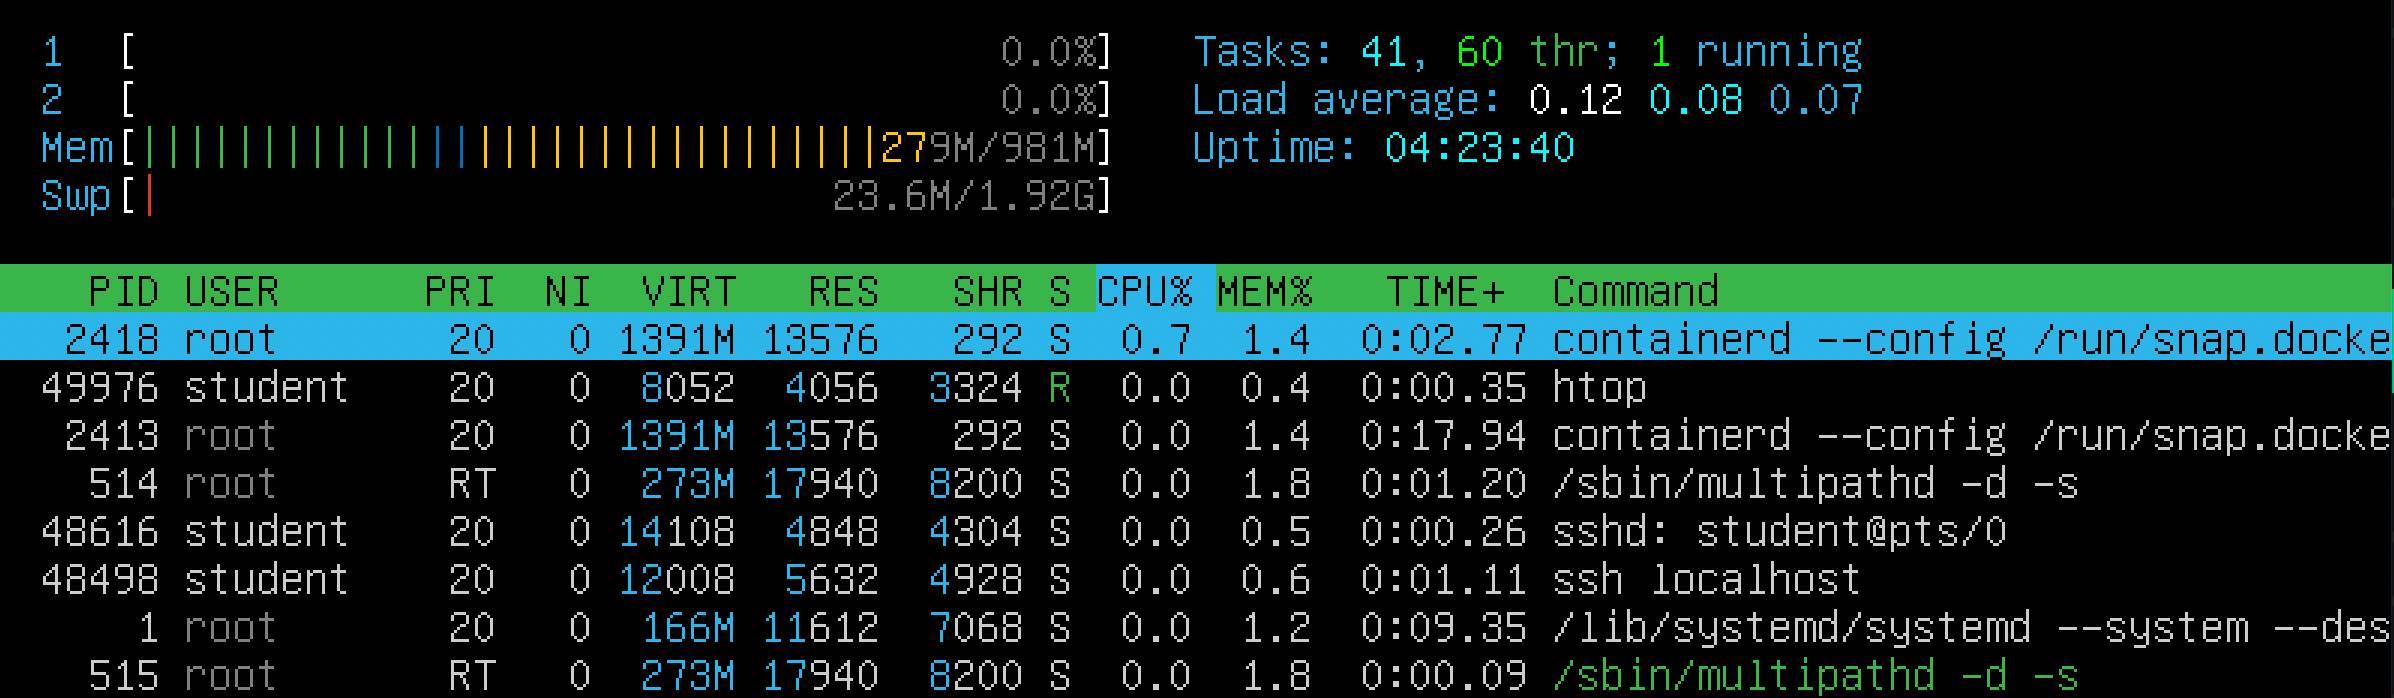 1 [ 0.0%] Tasks: 41, 60 thr; 1 running
2 [ 0.0%] Load average: 0.12 0.08 0.07
Mem[|||||||||||||||||||||||||||||||279M/981M] Uptime: 04:23:40
Swp[| 23.6M/1.92G]
PID USER PRI NI VIRT RES SHR S CPU% MEM% TIME+ Command
2418 root 20 0 1391M 13576 292 S 0.7 1.4 0:02.77 containerd --config /run/snap.docke
49976 student 20 0 8052 4056 3324 R 0.0 0.4 0:00.35 htop
2413 root 20 0 1391M 13576 292 S 0.0 1.4 0:17.94 containerd --config /run/snap.docke
514 root RT 0 273M 17940 8200 S 0.0 1.8 0:01.20 /sbin/multipathd -d -s
48616 student 20 0 14108 4848 4304 S 0.0 0.5 0:00.26 sshd: student@pts/0
48498 student 20 0 12008 5632 4928 S 0.0 0.6 0:01.11 ssh localhost
1 root 20 0 166M 11612 7068 S 0.0 1.2 0:09.35 /lib/systemd/systemd --system --des
515 root RT 0 273M 17940 8200 S 0.0 1.8 0:00.09 /sbin/multipathd -d -s